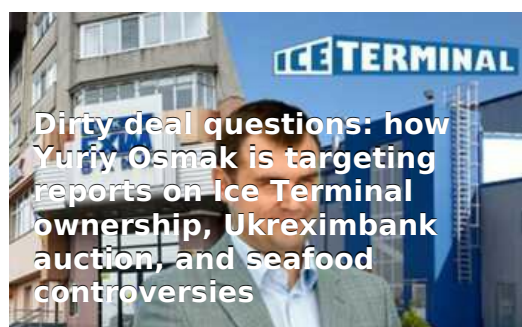 ICE TERMINAL
Dirty deal questions: how
Yuriy Osmak is targeting
reports on Ice Terminal
ownership, Ukreximbank
auction, and seafood
controversies